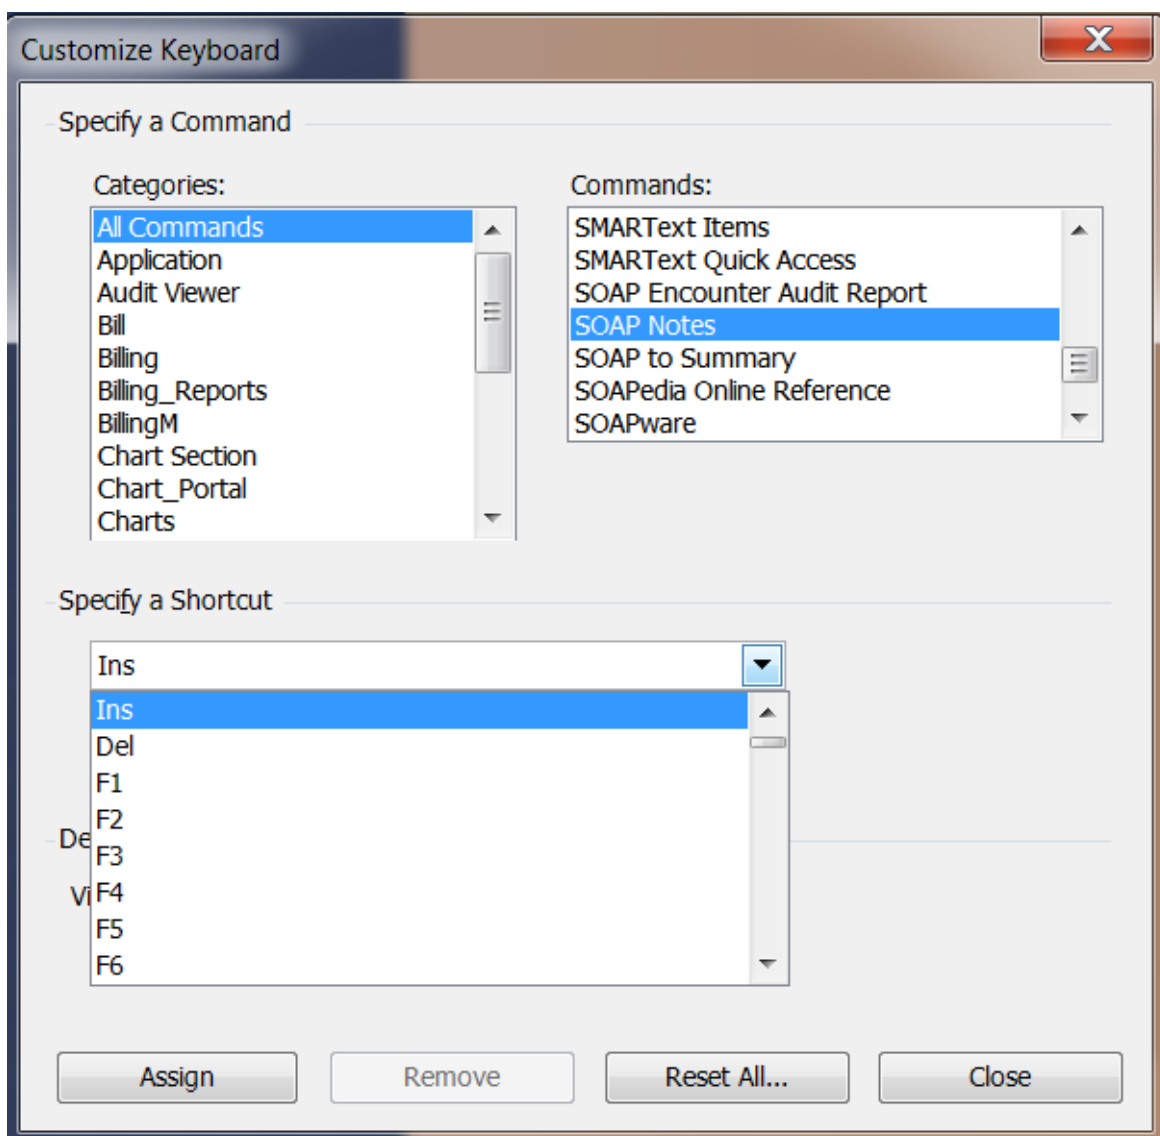 Customize Keyboard
X
Specify a Command
Categories:
All Commands
Application
Audit Viewer
Bill
Billing
Billing_Reports
BillingM
Chart Section
Chart_Portal
Charts
Commands:
SMARText Items
SMARText Quick Access
SOAP Encounter Audit Report
SOAP Notes
SOAP to Summary
SOAPedia Online Reference
SOAPware
Specify a Shortcut
Ins
Ins
Del
F1
F2
F3
F4
F5
F6
De
Vi
Assign
Remove
Reset All...
Close